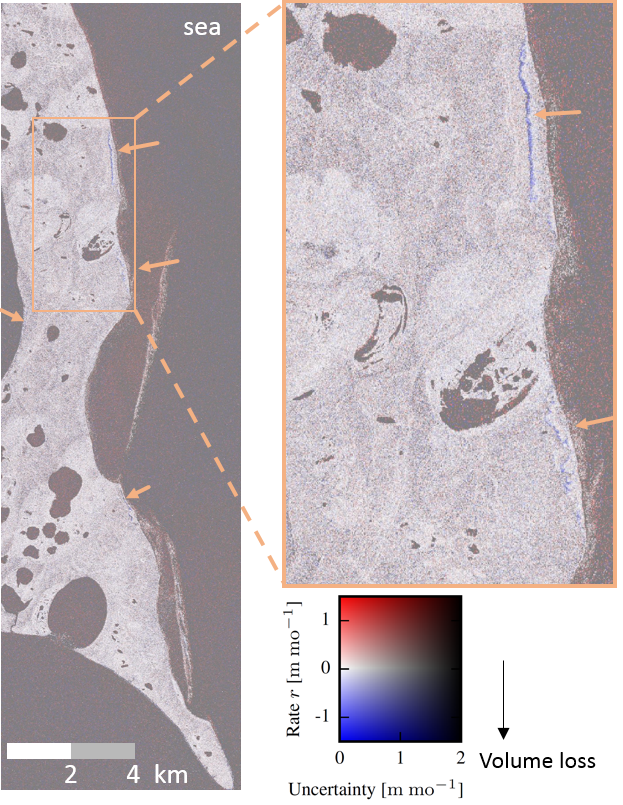 sea
2 4 km
Rate r [m mo⁻¹]
1
0
-1
0 1 2
Uncertainty [m mo⁻¹]
Volume loss